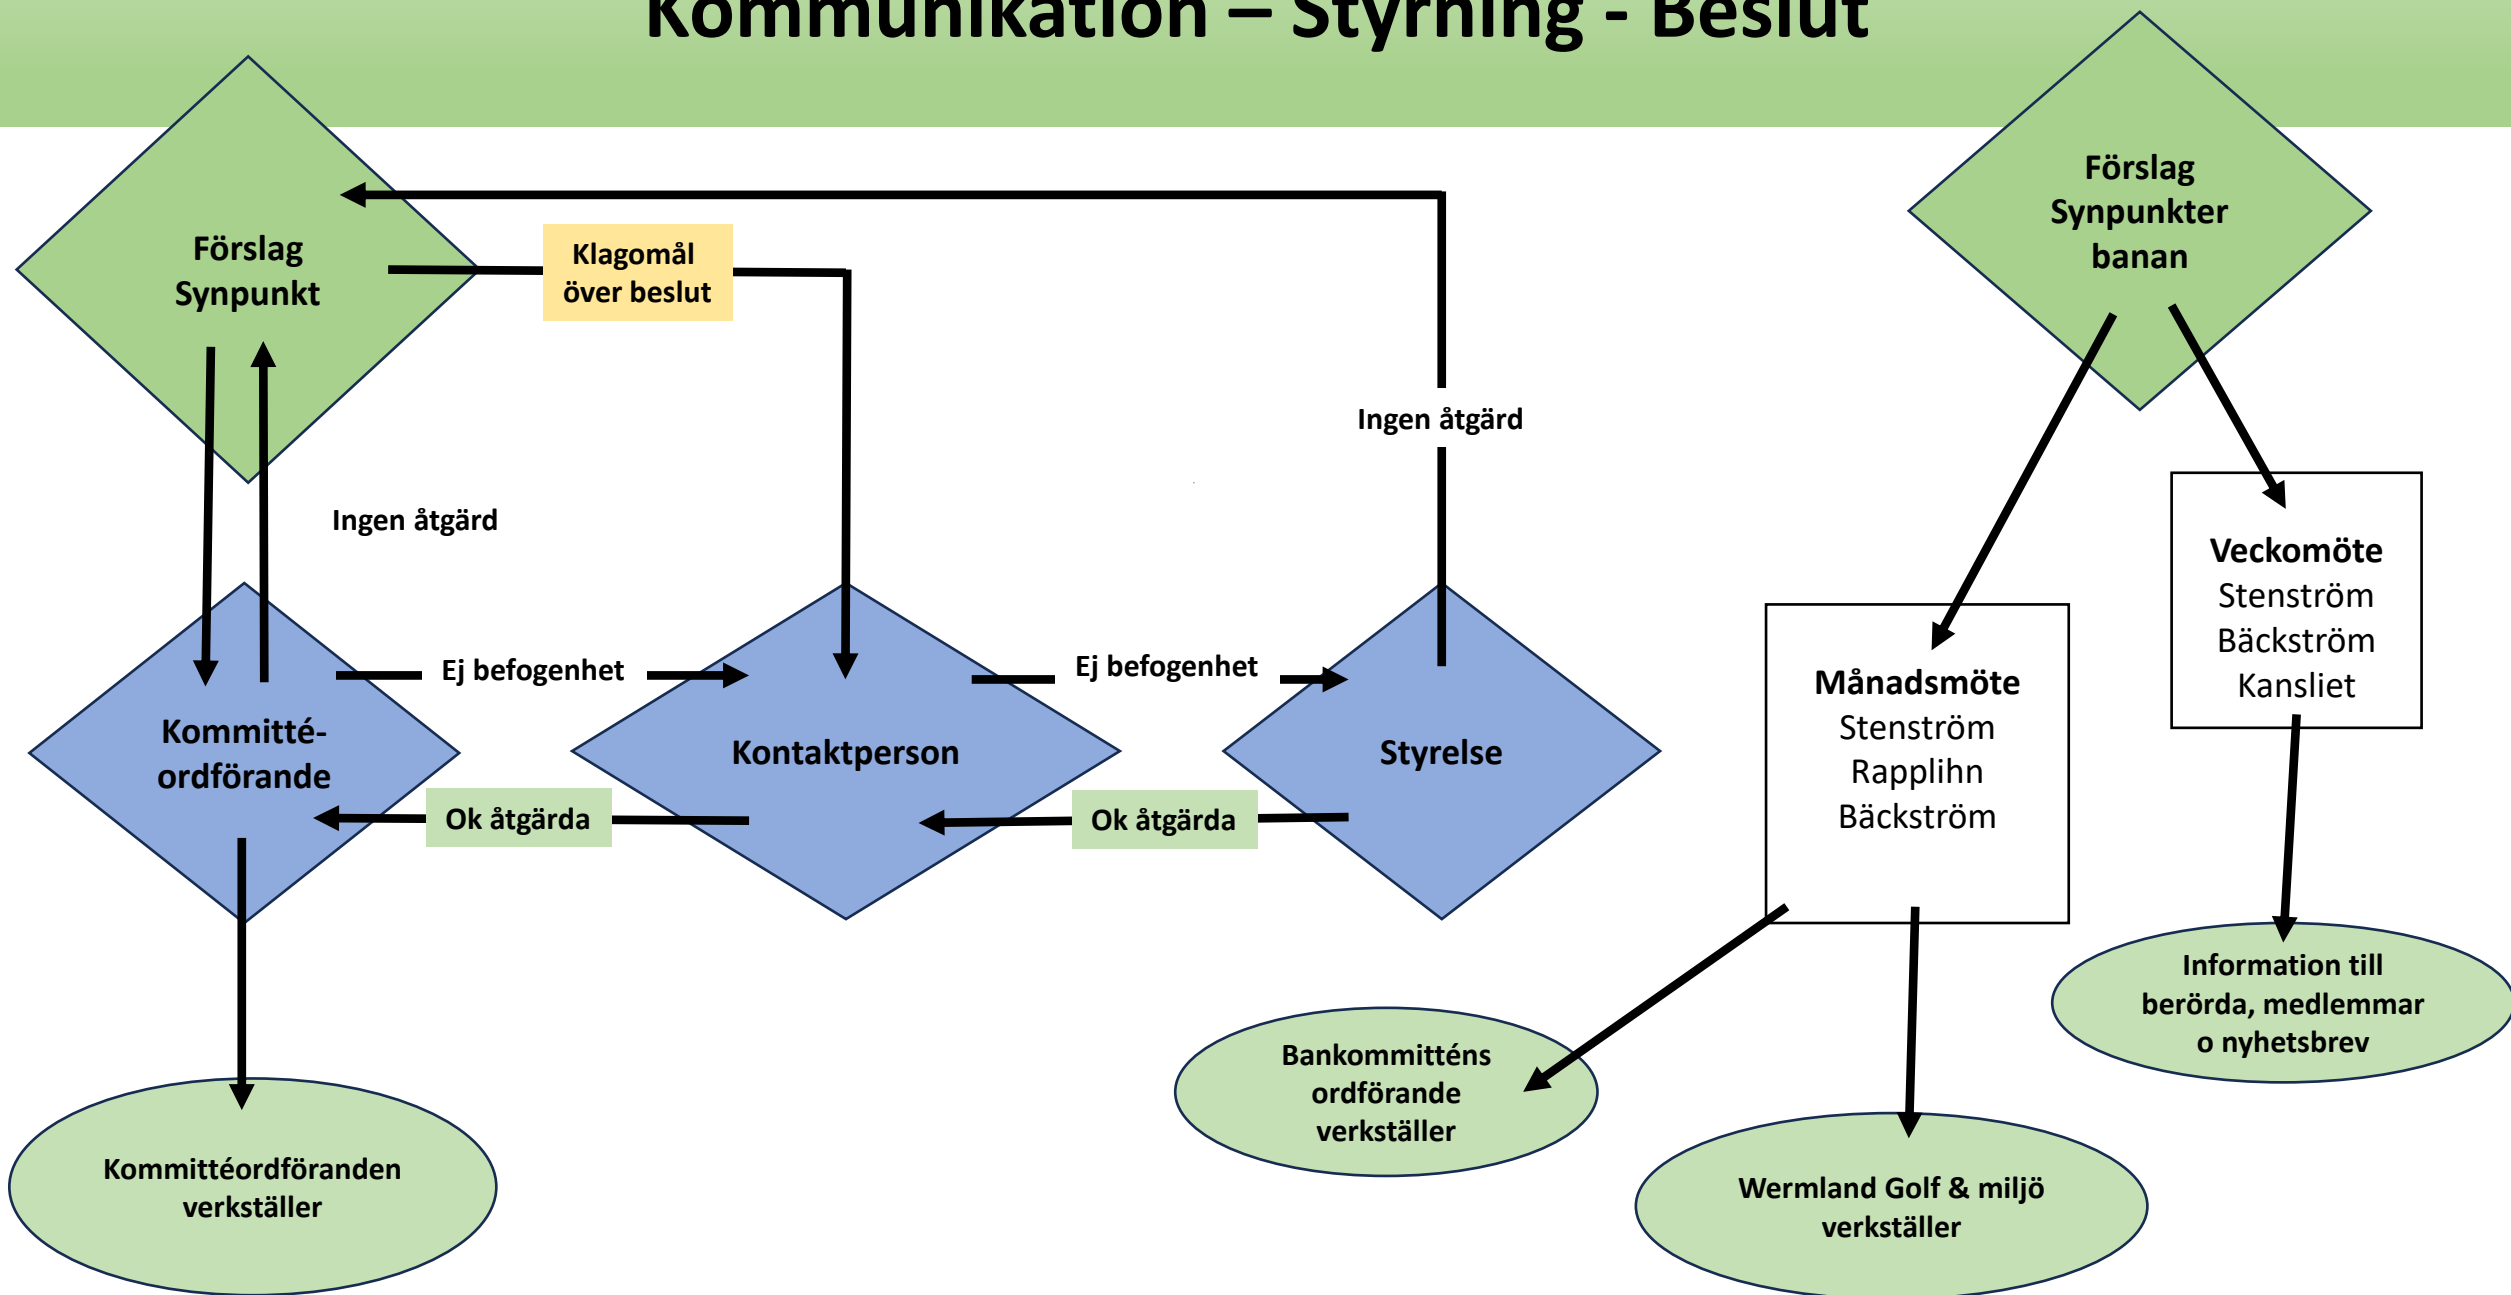 Kommunikation – Styrning - Beslut
Förslag
Synpunkt
Klagomål
över beslut
Ingen åtgärd
Ingen åtgärd
Kommitté-
ordförande
Ej befogenhet
Kontaktperson
Ej befogenhet
Styrelse
Ok åtgärda
Ok åtgärda
Kommittéordföranden
verkställer
Förslag
Synpunkter
banan
Veckomöte
Stenström
Bäckström
Kansliet
Månadsmöte
Stenström
Rapplihn
Bäckström
Information till
berörda, medlemmar
o nyhetsbrev
Bankommitténs
ordförande
verkställer
Wermland Golf & miljö
verkställer